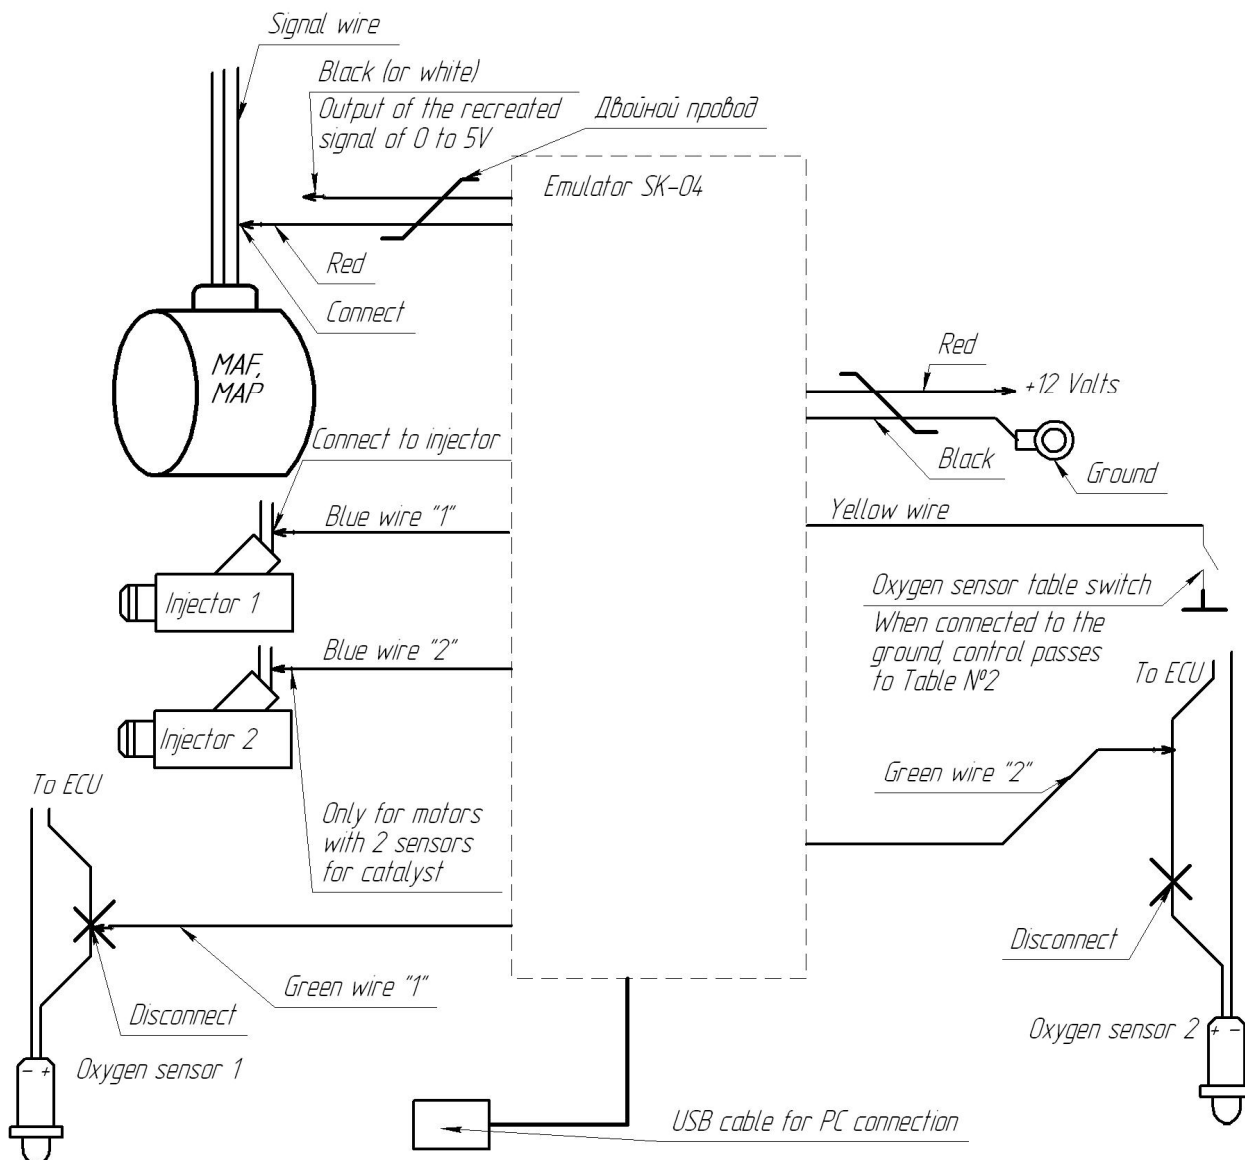 Signal wire
Black (or white)
Output of the recreated
signal of 0 to 5V
Двойной провод
Emulator SK-04
Red
Connect
MAF,
MAP
Red
+12 Volts
Black
Ground
Connect to injector
Blue wire "1"
Injector 1
Yellow wire
Oxygen sensor table switch
When connected to the
ground, control passes
to Table №2
Blue wire "2"
Injector 2
To ECU
To ECU
Green wire "2"
Only for motors
with 2 sensors
for catalyst
Disconnect
Green wire "1"
Disconnect
Oxygen sensor 1
- +
Oxygen sensor 2
+ -
USB cable for PC connection